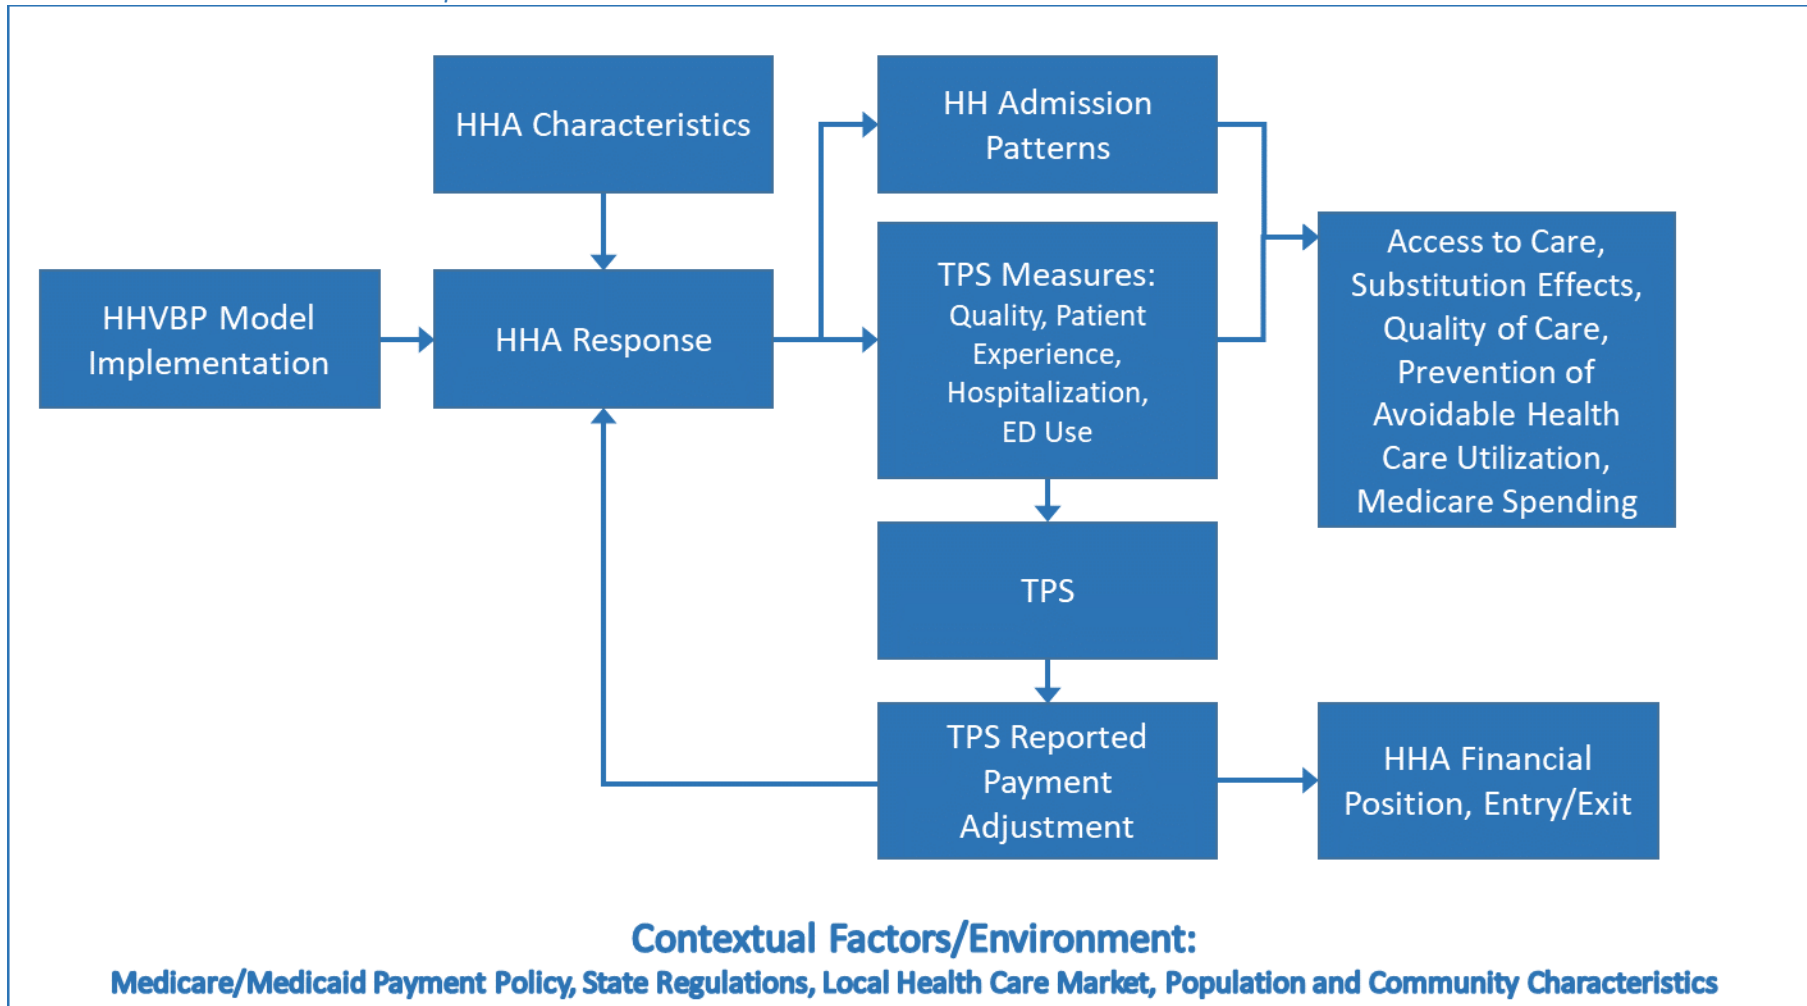 HHA Characteristics
HH Admission
Patterns
HHVBP Model
Implementation
HHA Response
TPS Measures:
Quality, Patient
Experience,
Hospitalization,
ED Use
Access to Care,
Substitution Effects,
Quality of Care,
Prevention of
Avoidable Health
Care Utilization,
Medicare Spending
TPS
TPS Reported
Payment
Adjustment
HHA Financial
Position, Entry/Exit
Contextual Factors/Environment:
Medicare/Medicaid Payment Policy, State Regulations, Local Health Care Market, Population and Community Characteristics